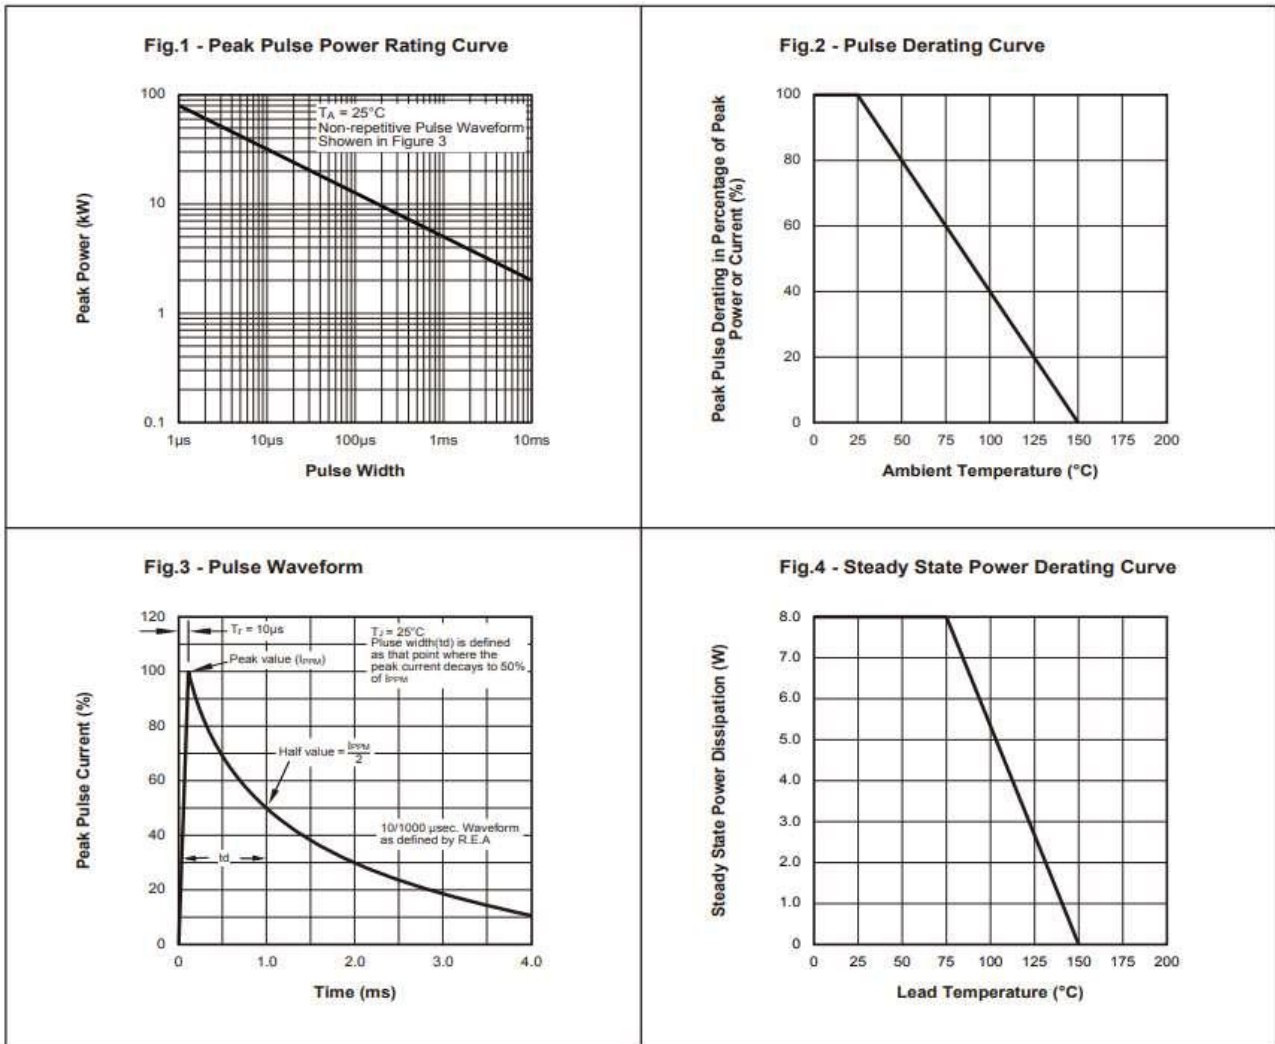 Fig.1 - Peak Pulse Power Rating Curve
Peak Power (kW)
100
10
1
0.1
TA = 25°C
Non-repetitive Pulse Waveform
Showen in Figure 3
1µs 10µs 100µs 1ms 10ms
Pulse Width
Fig.2 - Pulse Derating Curve
Peak Pulse Derating in Percentage of Peak
Power or Current (%)
100
80
60
40
20
0
0 25 50 75 100 125 150 175 200
Ambient Temperature (°C)
Fig.3 - Pulse Waveform
Peak Pulse Current (%)
120
100
80
60
40
20
0
Tr = 10µs
Peak value (IPPM)
TJ = 25°C
Pluse width(td) is defined
as that point where the
peak current decays to 50%
of IPPM
Half value = IPPM
2
10/1000 µsec. Waveform
as defined by R.E.A
td
0 1.0 2.0 3.0 4.0
Time (ms)
Fig.4 - Steady State Power Derating Curve
Steady State Power Dissipation (W)
8.0
7.0
6.0
5.0
4.0
3.0
2.0
1.0
0
0 25 50 75 100 125 150 175 200
Lead Temperature (°C)